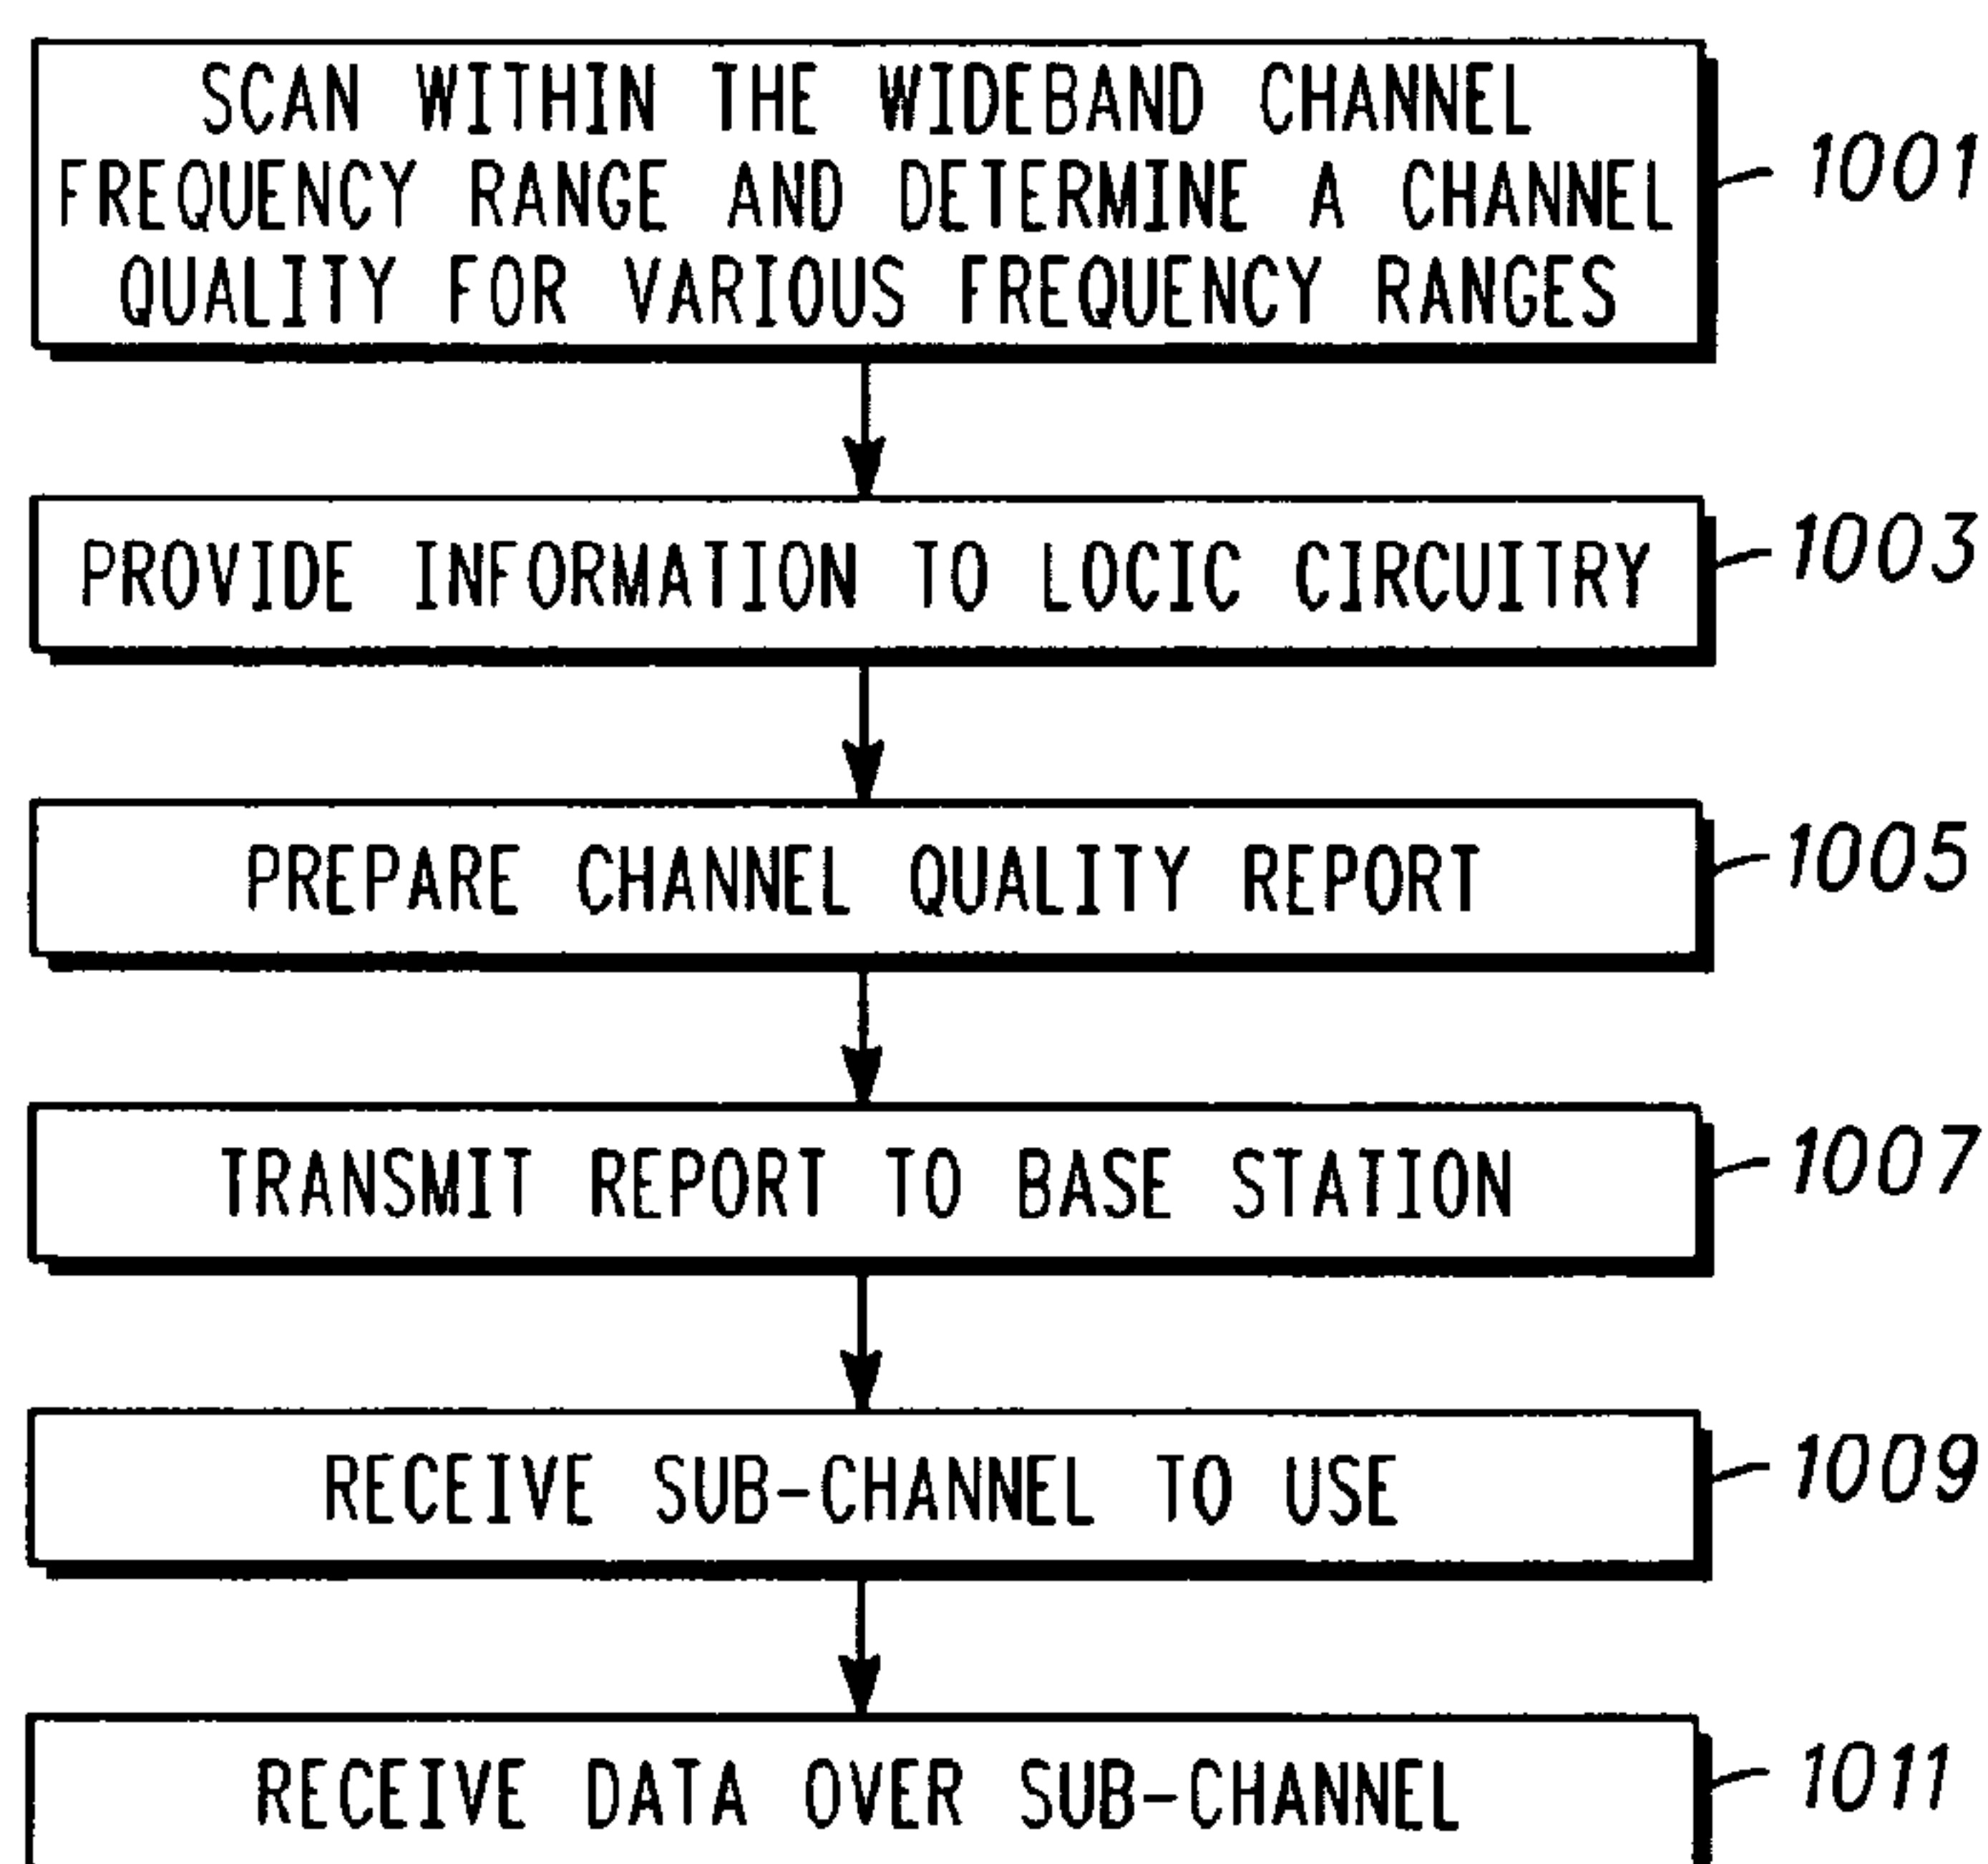 SCAN WITHIN THE WIDEBAND CHANNEL
FREQUENCY RANGE AND DETERMINE A CHANNEL
QUALITY FOR VARIOUS FREQUENCY RANGES
1001
PROVIDE INFORMATION TO LOGIC CIRCUITRY
1003
PREPARE CHANNEL QUALITY REPORT
1005
TRANSMIT REPORT TO BASE STATION
1007
RECEIVE SUB-CHANNEL TO USE
1009
RECEIVE DATA OVER SUB-CHANNEL
1011